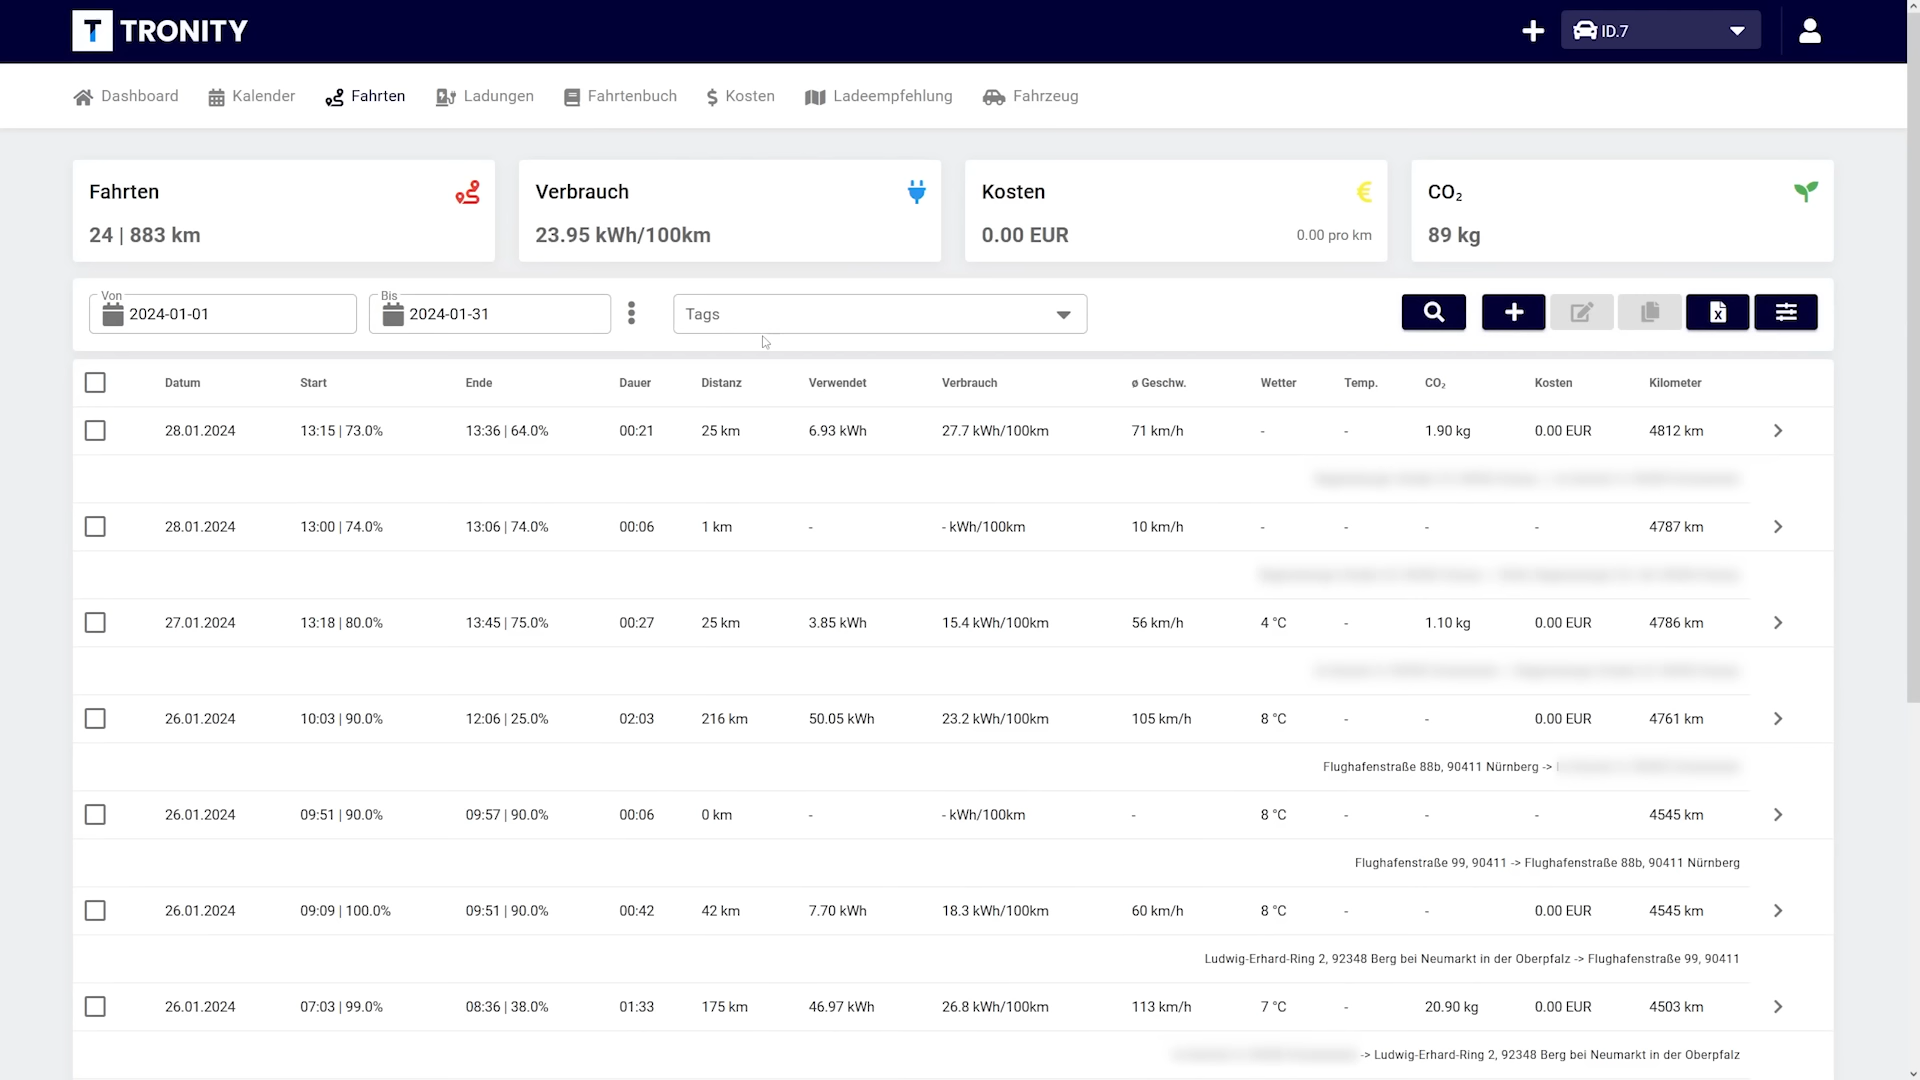 T TRONITY
ID.7
Dashboard Kalender Fahrten Ladungen Fahrtenbuch Kosten Ladeempfehlung Fahrzeug
Fahrten
24 | 883 km
Verbrauch
23.95 kWh/100km
Kosten
0.00 EUR 0.00 pro km
CO₂
89 kg
Von
2024-01-01
Bis
2024-01-31
Tags
Datum Start Ende Dauer Distanz Verwendet Verbrauch ø Geschw. Wetter Temp. CO₂ Kosten Kilometer
28.01.2024 13:15 | 73.0% 13:36 | 64.0% 00:21 25 km 6.93 kWh 27.7 kWh/100km 71 km/h - - 1.90 kg 0.00 EUR 4812 km
28.01.2024 13:00 | 74.0% 13:06 | 74.0% 00:06 1 km - - kWh/100km 10 km/h - - - - 4787 km
27.01.2024 13:18 | 80.0% 13:45 | 75.0% 00:27 25 km 3.85 kWh 15.4 kWh/100km 56 km/h 4 °C - 1.10 kg 0.00 EUR 4786 km
26.01.2024 10:03 | 90.0% 12:06 | 25.0% 02:03 216 km 50.05 kWh 23.2 kWh/100km 105 km/h 8 °C - - 0.00 EUR 4761 km
Flughafenstraße 88b, 90411 Nürnberg ->
26.01.2024 09:51 | 90.0% 09:57 | 90.0% 00:06 0 km - - kWh/100km - 8 °C - - - 4545 km
Flughafenstraße 99, 90411 -> Flughafenstraße 88b, 90411 Nürnberg
26.01.2024 09:09 | 100.0% 09:51 | 90.0% 00:42 42 km 7.70 kWh 18.3 kWh/100km 60 km/h 8 °C - - 0.00 EUR 4545 km
Ludwig-Erhard-Ring 2, 92348 Berg bei Neumarkt in der Oberpfalz -> Flughafenstraße 99, 90411
26.01.2024 07:03 | 99.0% 08:36 | 38.0% 01:33 175 km 46.97 kWh 26.8 kWh/100km 113 km/h 7 °C - 20.90 kg 0.00 EUR 4503 km
-> Ludwig-Erhard-Ring 2, 92348 Berg bei Neumarkt in der Oberpfalz